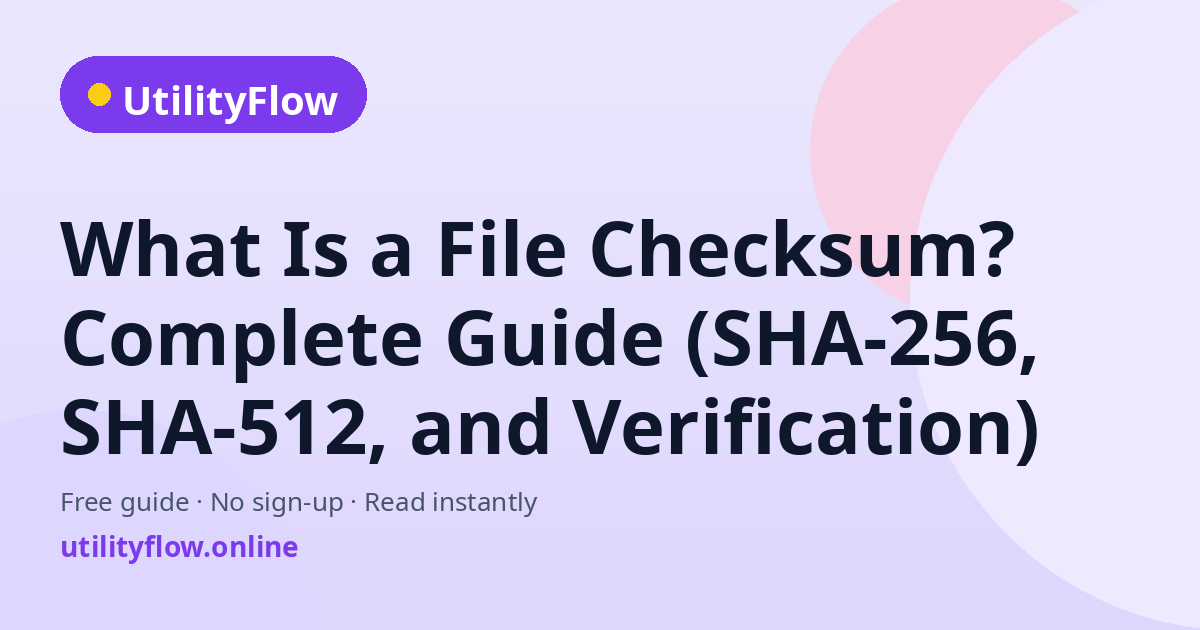 UtilityFlow
What Is a File Checksum?
Complete Guide (SHA-256,
SHA-512, and Verification)
Free guide · No sign-up · Read instantly
utilityflow.online